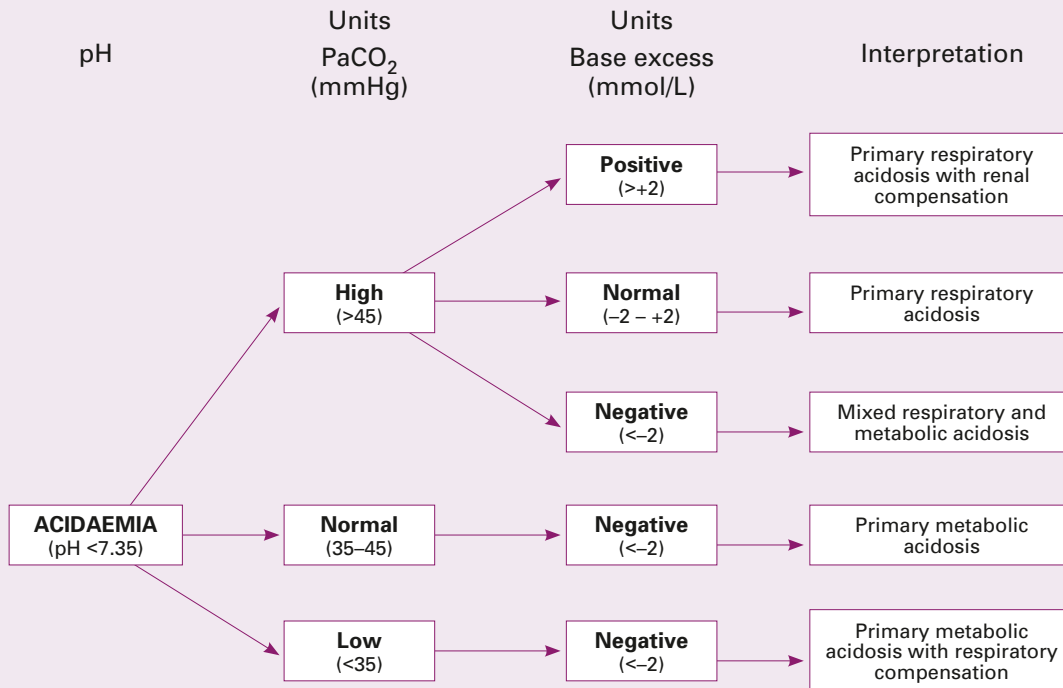 pH
Units
PaCO2
(mmHg)
Units
Base excess
(mmol/L)
Interpretation
Positive
(>+2)
Primary respiratory
acidosis with renal
compensation
High
(>45)
Normal
(–2 – +2)
Primary respiratory
acidosis
Negative
(<–2)
Mixed respiratory and
metabolic acidosis
ACIDAEMIA
(pH <7.35)
Normal
(35–45)
Negative
(<–2)
Primary metabolic
acidosis
Low
(<35)
Negative
(<–2)
Primary metabolic
acidosis with respiratory
compensation